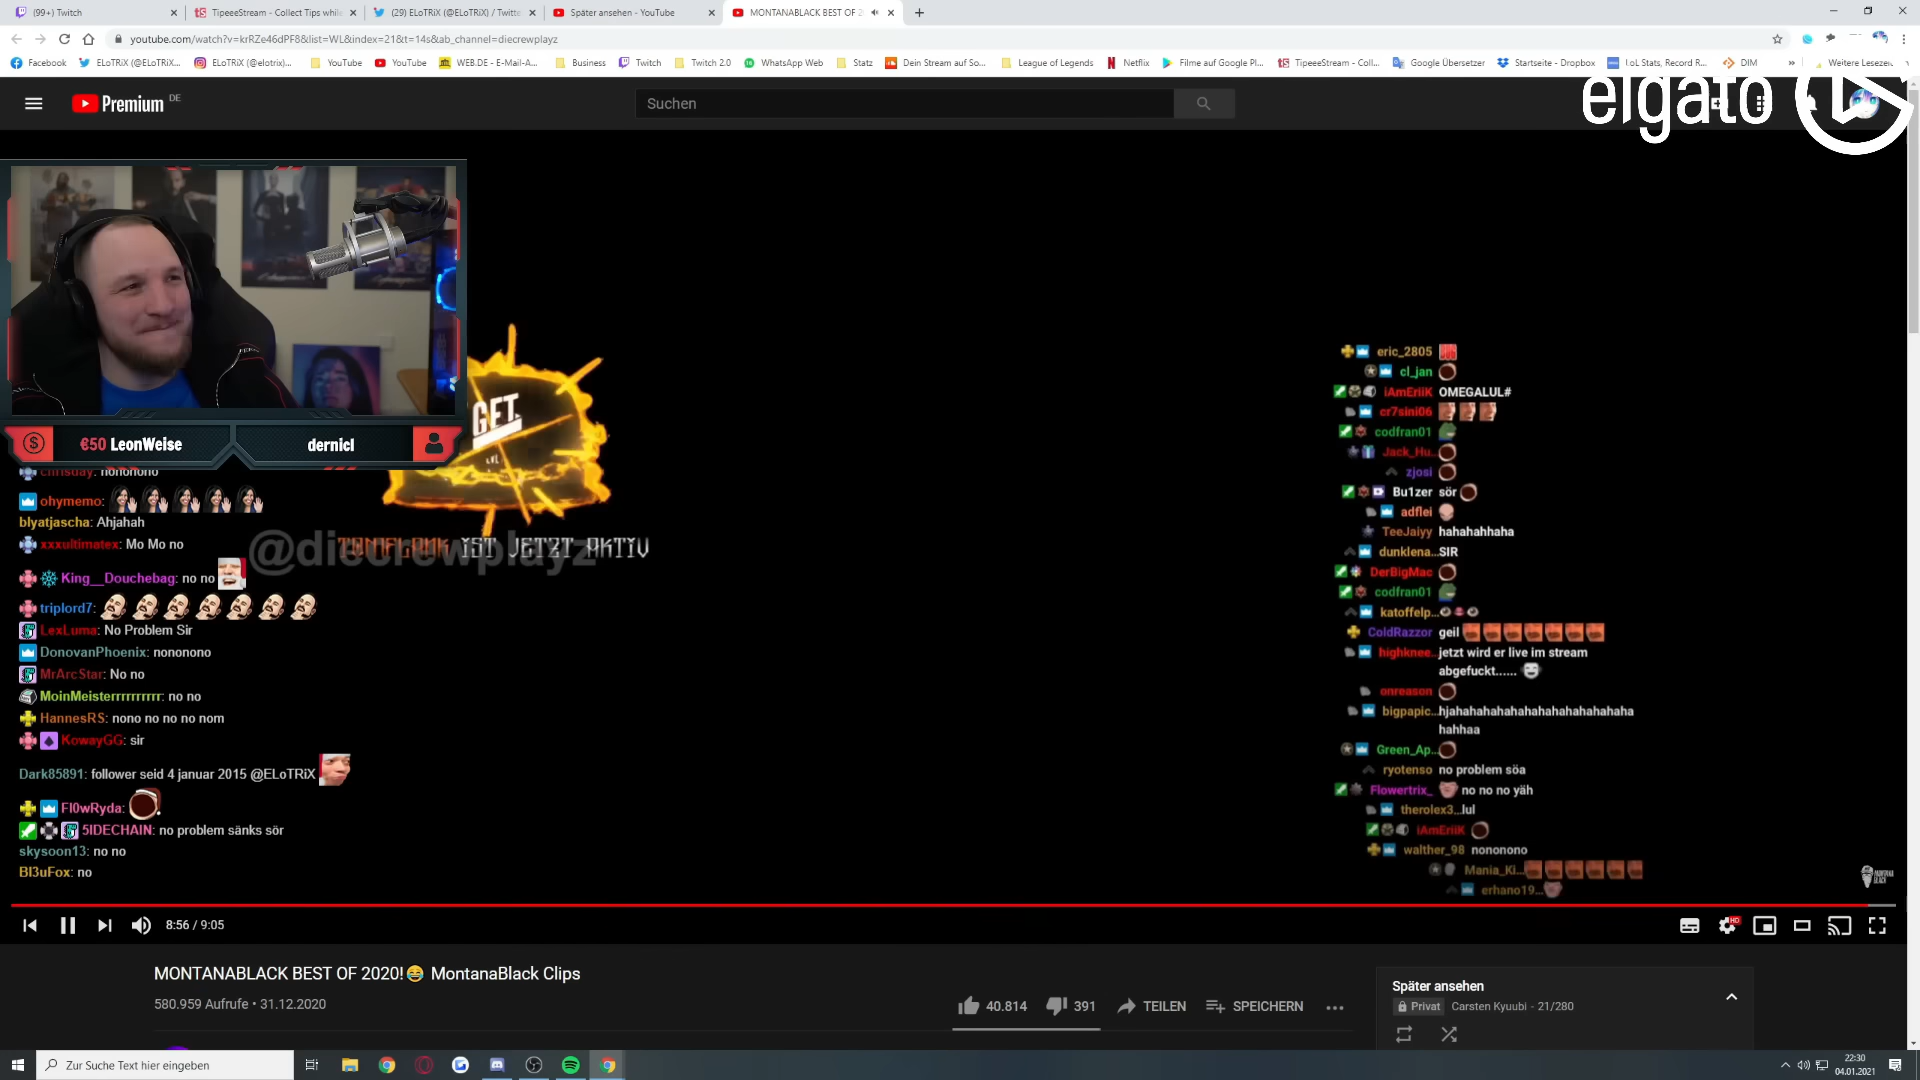 (99+) Twitch
TipeeeStream - Collect Tips while
(29) ELoTRiX (@ELoTRiX) / Twitte
Später ansehen - YouTube
MONTANABLACK BEST OF 2
youtube.com/watch?v=krRZe46dPF8&list=WL&index=21&t=14s&ab_channel=diecrewplayz
Facebook
ELoTRiX (@ELoTRiX)...
ELoTRiX (@elotrix)...
YouTube
YouTube
WEB.DE - E-Mail-A...
Business
Twitch
Twitch 2.0
WhatsApp Web
Statz
Dein Stream auf So...
League of Legends
Netflix
Filme auf Google Pl...
TipeeeStream - Coll...
Google Übersetzer
Startseite - Dropbox
LoL Stats, Record R...
DIM
»
Weitere Lesezei
Premium DE
Suchen
elgato
€50 LeonWeise
dernicl
GET.
LVL
IST JETZT AKTIV
@diecrewplayz
chrisday: nononono
ohymemo:
blyatjascha: Ahjahah
xxxultimatex: Mo Mo no
King__Douchebag: no no
triplord7:
LexLuma: No Problem Sir
DonovanPhoenix: nononono
MrArcStar: No no
MoinMeisterrrrrrrrrr: no no
HannesRS: nono no no no nom
KowayGG: sir
Dark85891: follower seid 4 januar 2015 @ELoTRiX
Fl0wRyda:
5IDECHAIN: no problem sänks sör
skysoon13: no no
Bl3uFox: no
eric_2805
cl_jan
iAmEriiK OMEGALUL#
cr7sini06
codfran01
Jack_Hu...
zjosi
Bu1zer sör
adflei
TeeJaiyy hahahahhaha
dunklena... SIR
DerBigMac
codfran01
katoffelp...
ColdRazzor geil
highknee... jetzt wird er live im stream
abgefuckt......
onreason
bigpapic... hjahahahahahahahahahahaha
hahhaa
Green_Ap...
ryotenso no problem söa
Flowertrix_ no no no yäh
therolex3... lul
iAmEriiK
walther_98 nononono
Mania_Ki...
erhano19...
8:56 / 9:05
HD
MONTANABLACK BEST OF 2020!😂 MontanaBlack Clips
580.959 Aufrufe • 31.12.2020
40.814
391
TEILEN
SPEICHERN
Später ansehen
Privat Carsten Kyuubi - 21/280
Zur Suche Text hier eingeben
22:30
04.01.2021